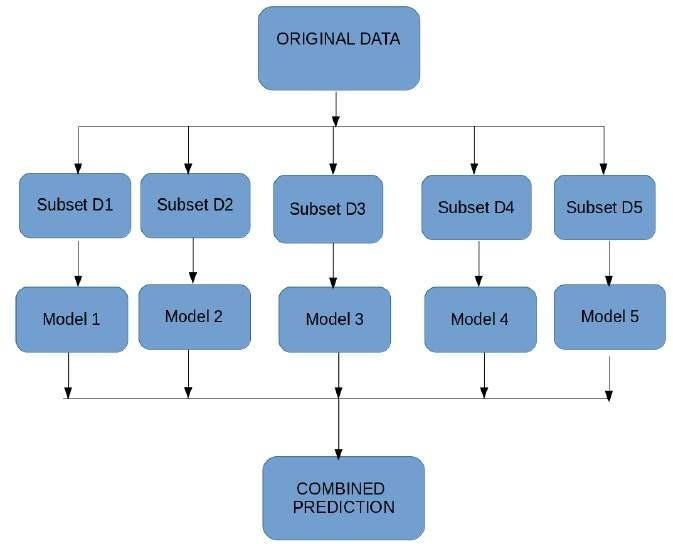 ORIGINAL DATA
Subset D1
Subset D2
Subset D3
Subset D4
Subset D5
Model 1
Model 2
Model 3
Model 4
Model 5
COMBINED
PREDICTION